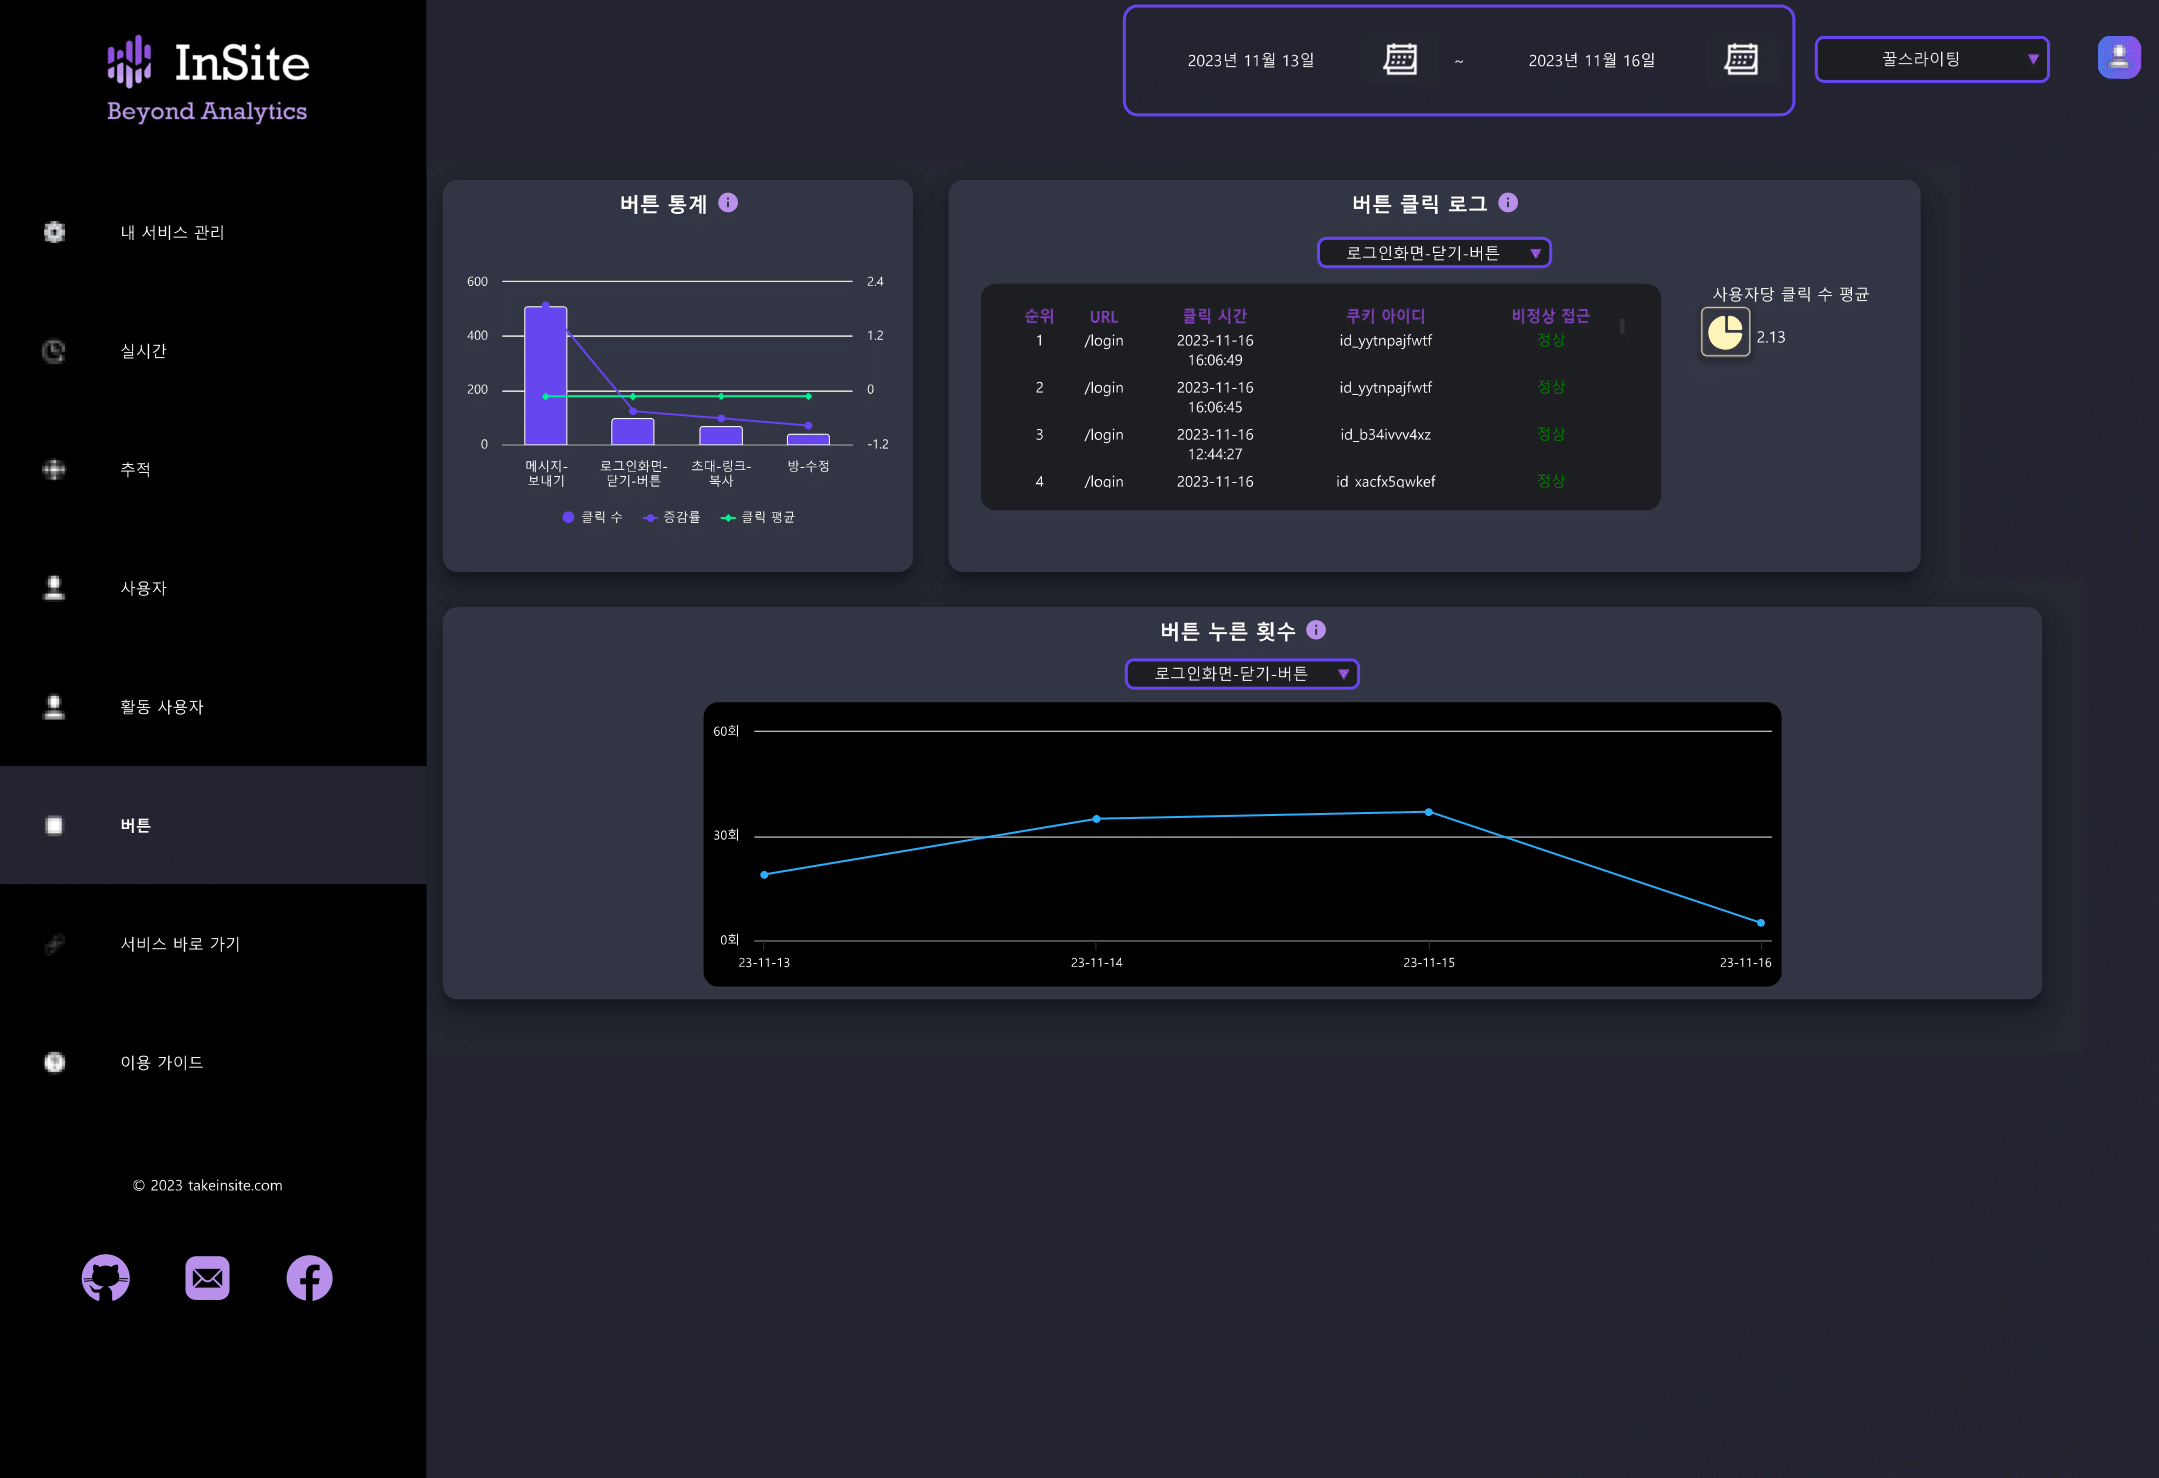 InSite
Beyond Analytics
내 서비스 관리
실시간
추적
사용자
활동 사용자
버튼
서비스 바로 가기
이용 가이드
© 2023 takeinsite.com
2023년 11월 13일 ~ 2023년 11월 16일
꿀스라이팅
버튼 통계
600 2.4
400 1.2
200 0
0 -1.2
메시지- 로그인화면- 초대-링크- 방-수정
보내기 닫기-버튼 복사
클릭 수 증감률 클릭 평균
버튼 클릭 로그
로그인화면-닫기-버튼
순위 URL 클릭 시간 쿠키 아이디 비정상 접근
1 /login 2023-11-16 id_yytnpajfwtf 정상
16:06:49
2 /login 2023-11-16 id_yytnpajfwtf 정상
16:06:45
3 /login 2023-11-16 id_b34ivvv4xz 정상
12:44:27
4 /login 2023-11-16 id_xacfx5qwkef 정상
사용자당 클릭 수 평균
2.13
버튼 누른 횟수
로그인화면-닫기-버튼
60회
30회
0회
23-11-13 23-11-14 23-11-15 23-11-16